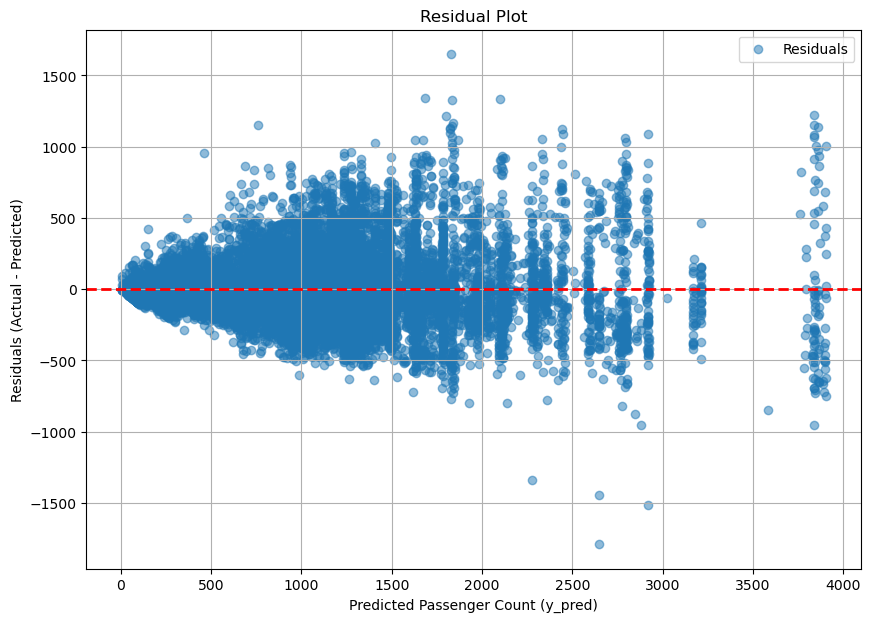 Residual Plot
Residuals
Residuals (Actual - Predicted)
1500
1000
500
0
−500
−1000
−1500
0 500 1000 1500 2000 2500 3000 3500 4000
Predicted Passenger Count (y_pred)